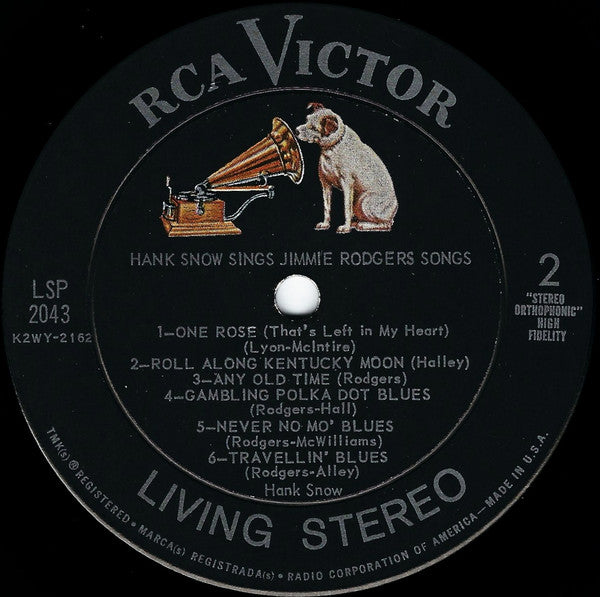 RCA VICTOR
HANK SNOW SINGS JIMMIE RODGERS SONGS
LSP
2043
K2WY-2162
2
"STEREO
ORTHOPHONIC"
HIGH
FIDELITY
1—ONE ROSE (That's Left in My Heart)
(Lyon-McIntire)
2—ROLL ALONG KENTUCKY MOON (Halley)
3—ANY OLD TIME (Rodgers)
4—GAMBLING POLKA DOT BLUES
(Rodgers-Hall)
5—NEVER NO MO' BLUES
(Rodgers-McWilliams)
6—TRAVELLIN' BLUES
(Rodgers-Alley)
Hank Snow
LIVING STEREO
TMK(s) ® REGISTERED • MARCA(s) REGISTRADA(s) • RADIO CORPORATION OF AMERICA—MADE IN U.S.A.